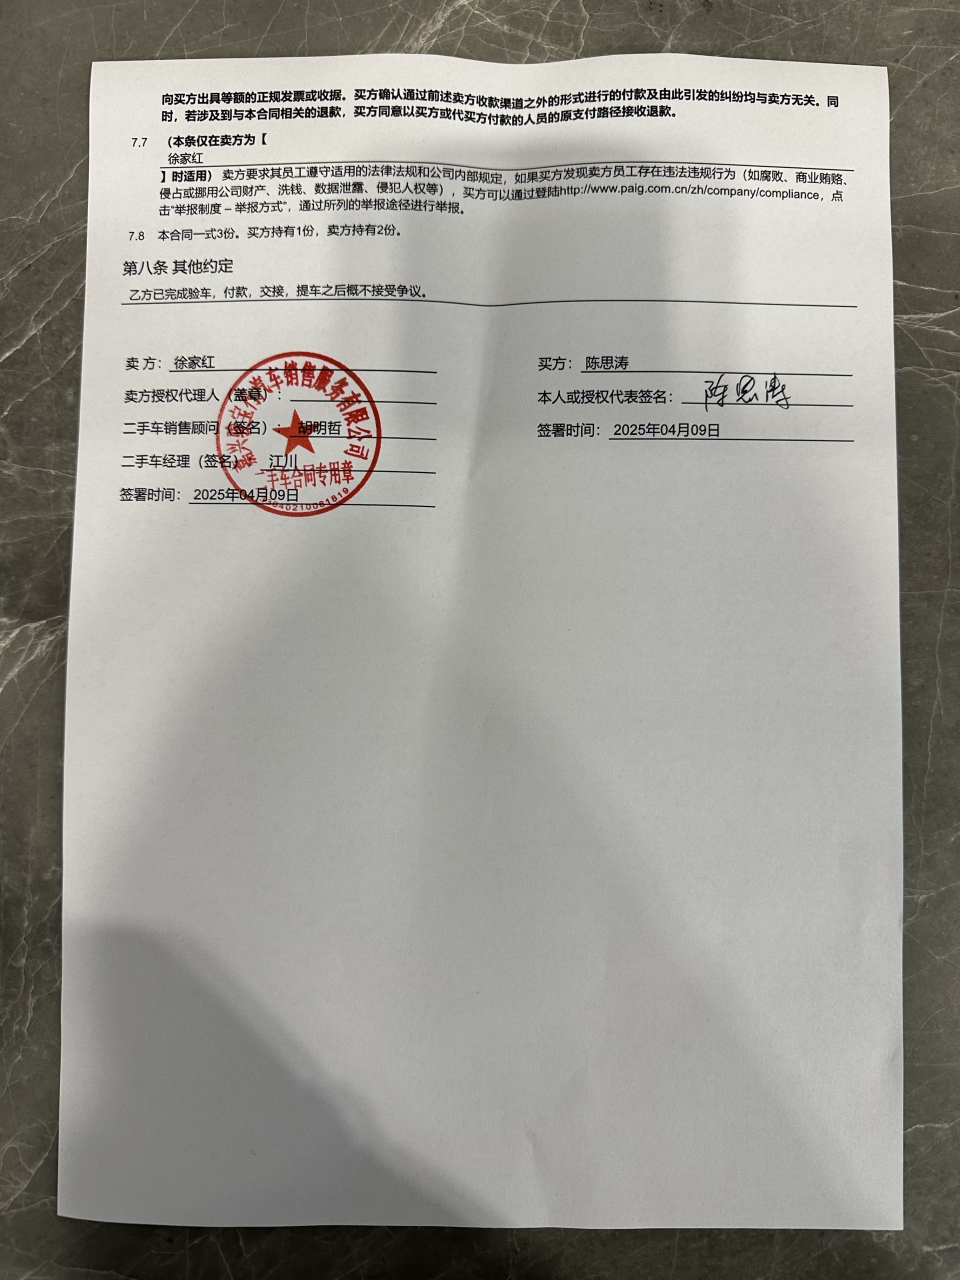 向买方出具等额的正规发票或收据。买方确认通过前述卖方收款渠道之外的形式进行的付款及由此引发的纠纷均与卖方无关。同
时，若涉及到与本合同相关的退款，买方同意以买方或代买方付款的人员的原支付路径接收退款。
7.7 （本条仅在卖方为【
徐家红
】时适用） 卖方要求其员工遵守适用的法律法规和公司内部规定，如果买方发现卖方员工存在违法违规行为（如腐败、商业贿赂、
侵占或挪用公司财产、洗钱、数据泄露、侵犯人权等），买方可以通过登陆http://www.paig.com.cn/zh/company/compliance，点
击“举报制度 – 举报方式”，通过所列的举报途径进行举报。
7.8 本合同一式3份。买方持有1份，卖方持有2份。
第八条 其他约定
乙方已完成验车，付款，交接，提车之后概不接受争议。
卖 方： 徐家红
卖方授权代理人（盖章）：
二手车销售顾问（签名）： 胡明哲
二手车经理（签名） 江川
签署时间： 2025年04月09日
买方： 陈思涛
本人或授权代表签名： 陈思涛
签署时间： 2025年04月09日
汽车销售服务有限公司
二手车合同专用章